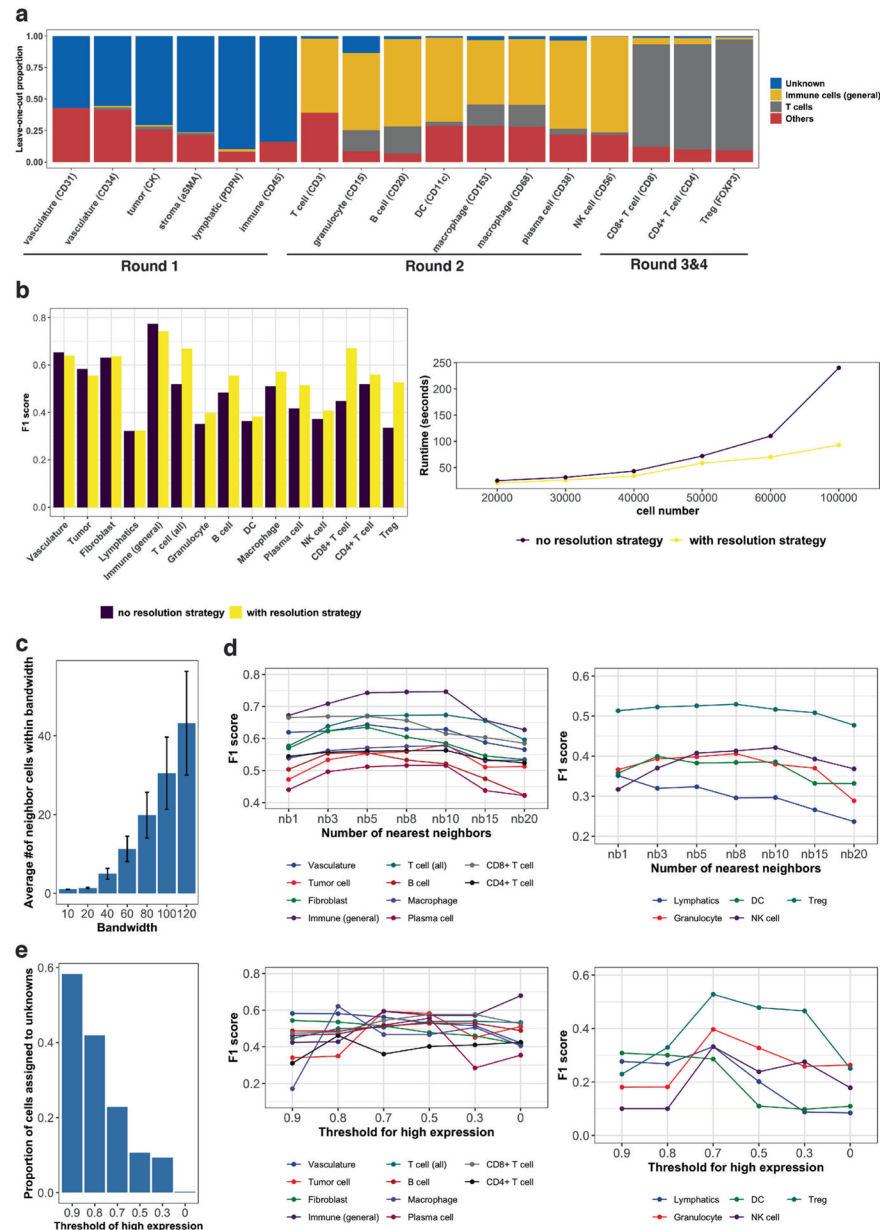 a
Leave-one-out proportion
1.00
0.75
0.50
0.25
0.00
Unknown
Immune cells (general)
T cells
Others
vasculature (CD31)
vasculature (CD34)
tumor (CK)
stroma (aSMA)
lymphatic (PDPN)
immune (CD45)
T cell (CD3)
granulocyte (CD15)
B cell (CD20)
DC (CD11c)
macrophage (CD163)
macrophage (CD68)
plasma cell (CD38)
NK cell (CD56)
CD8+ T cell (CD8)
CD4+ T cell (CD4)
Treg (FOXP3)
Round 1
Round 2
Round 3&4
b
F1 score
0.8
0.6
0.4
0.2
0.0
Vasculature
Tumor
Fibroblast
Lymphatics
Immune (general)
T cell (all)
Granulocyte
B cell
DC
Macrophage
Plasma cell
NK cell
CD8+ T cell
CD4+ T cell
Treg
no resolution strategy
with resolution strategy
Runtime (seconds)
250
200
150
100
50
20000 30000 40000 50000 60000 100000
cell number
no resolution strategy
with resolution strategy
c
Average #of neighbor cells within bandwidth
40
20
0
10 20 40 60 80 100 120
Bandwidth
d
F1 score
0.8
0.7
0.6
0.5
0.4
nb1 nb3 nb5 nb8 nb10 nb15 nb20
Number of nearest neighbors
Vasculature
T cell (all)
CD8+ T cell
Tumor cell
B cell
CD4+ T cell
Fibroblast
Macrophage
Immune (general)
Plasma cell
F1 score
0.6
0.5
0.4
0.3
0.2
nb1 nb3 nb5 nb8 nb10 nb15 nb20
Number of nearest neighbors
Lymphatics
DC
Treg
Granulocyte
NK cell
e
Proportion of cells assigned to unknowns
0.6
0.4
0.2
0.0
0.9 0.8 0.7 0.5 0.3 0
Threshold of high expression
F1 score
0.8
0.6
0.4
0.2
0.9 0.8 0.7 0.5 0.3 0
Threshold for high expression
Vasculature
T cell (all)
CD8+ T cell
Tumor cell
B cell
CD4+ T cell
Fibroblast
Macrophage
Immune (general)
Plasma cell
F1 score
0.6
0.4
0.2
0.0
0.9 0.8 0.7 0.5 0.3 0
Threshold for high expression
Lymphatics
DC
Treg
Granulocyte
NK cell